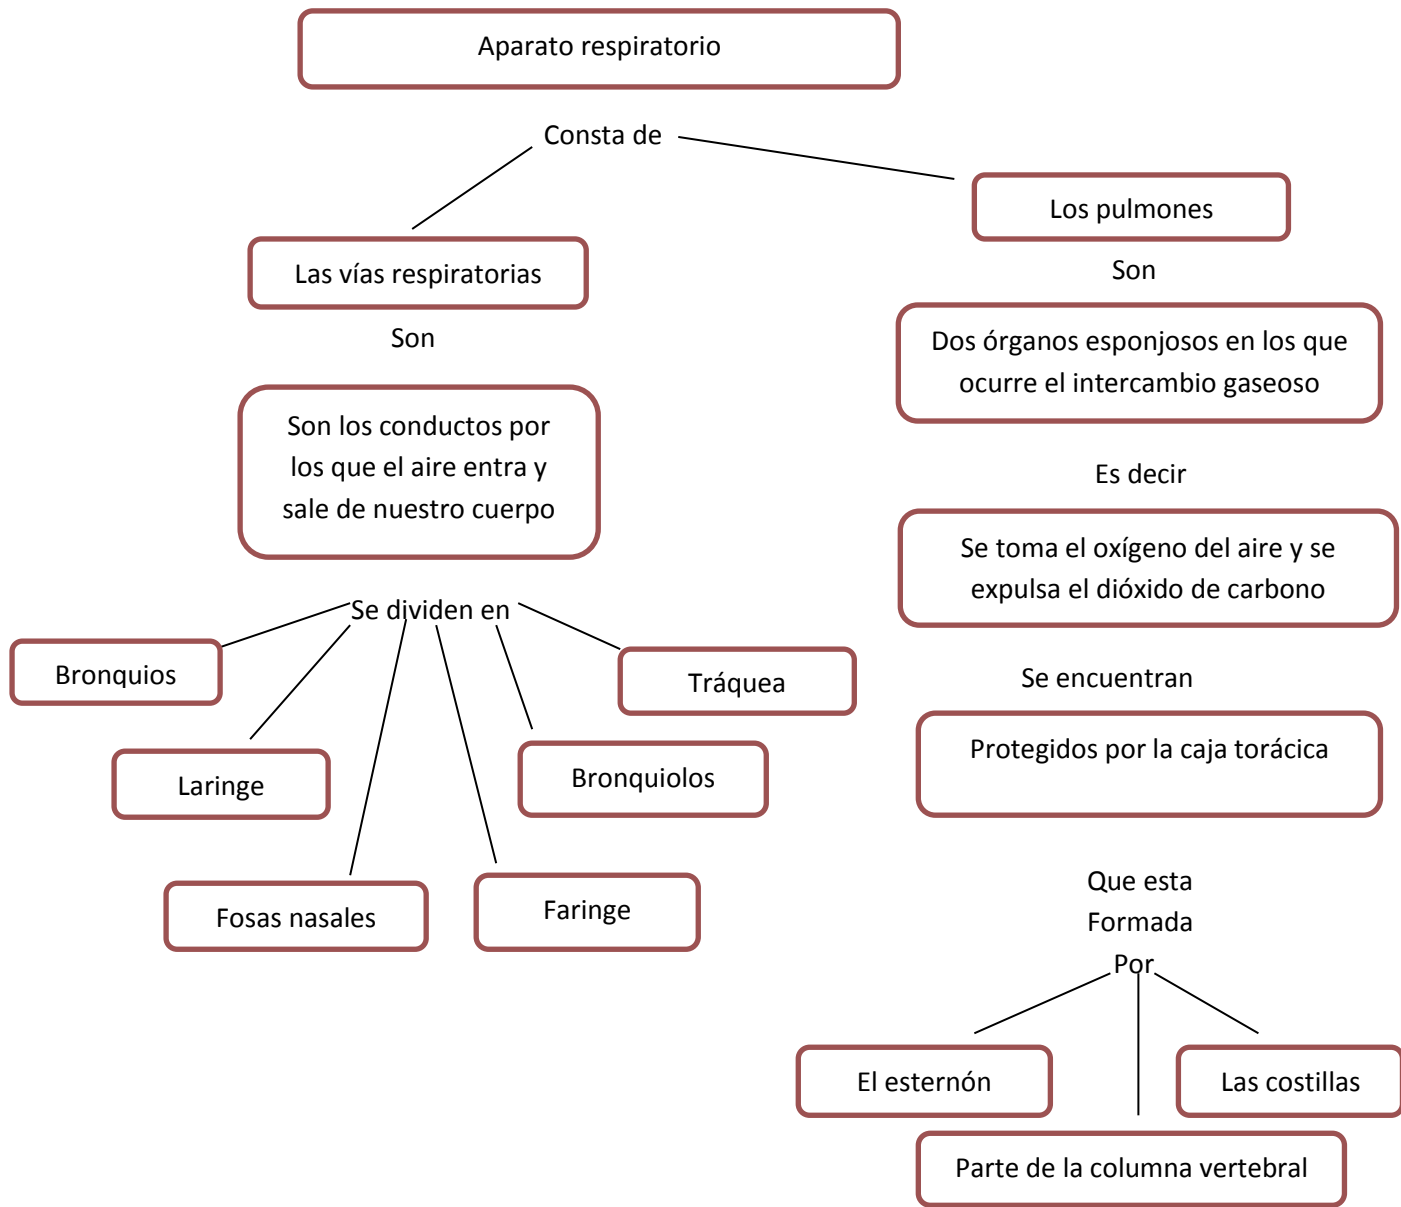 Aparato respiratorio
Consta de
Las vías respiratorias
Son
Son los conductos por
los que el aire entra y
sale de nuestro cuerpo
Se dividen en
Bronquios
Laringe
Fosas nasales
Faringe
Bronquiolos
Tráquea
Los pulmones
Son
Dos órganos esponjosos en los que
ocurre el intercambio gaseoso
Es decir
Se toma el oxígeno del aire y se
expulsa el dióxido de carbono
Se encuentran
Protegidos por la caja torácica
Que esta
Formada
Por
El esternón
Parte de la columna vertebral
Las costillas